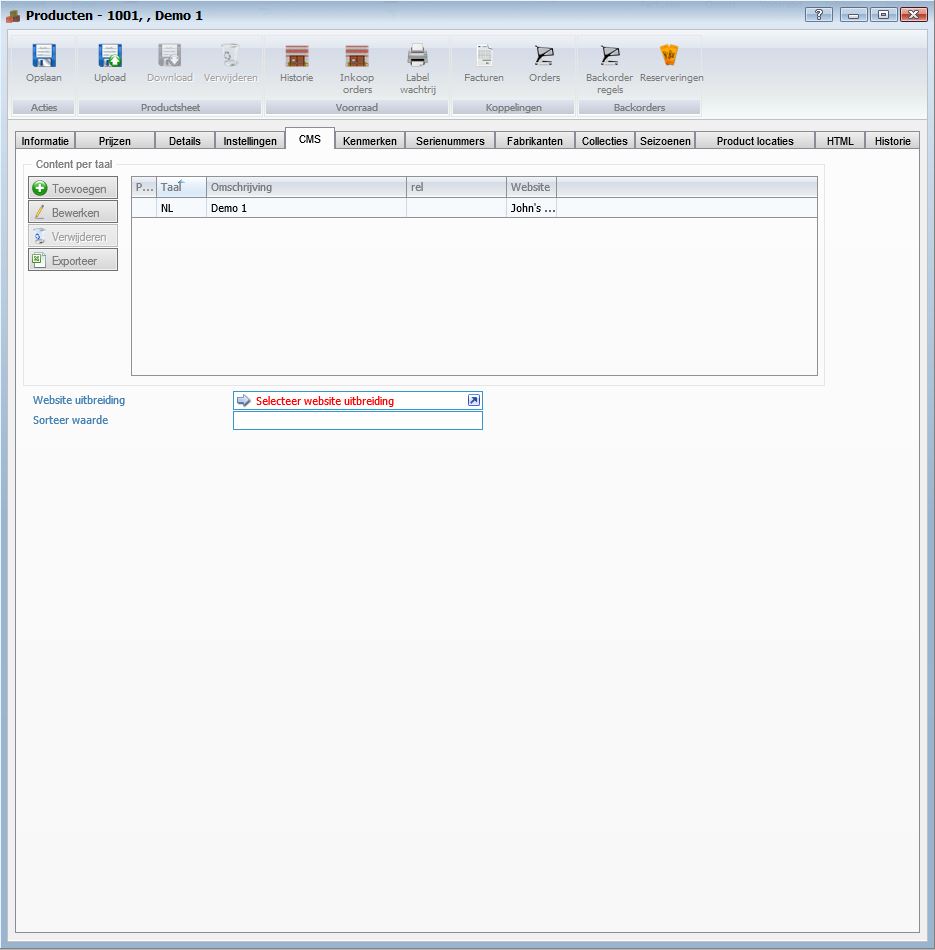 Producten - 1001, , Demo 1
Opslaan Upload Download Verwijderen Historie Inkoop orders Label wachtrij Facturen Orders Backorder regels Reserveringen
Acties Productsheet Voorraad Koppelingen Backorders
Informatie Prijzen Details Instellingen CMS Kenmerken Serienummers Fabrikanten Collecties Seizoenen Product locaties HTML Historie
Content per taal
Toevoegen
Bewerken
Verwijderen
Exporteer
P... Taal Omschrijving rel Website
NL Demo 1 John's ...
Website uitbreiding Selecteer website uitbreiding
Sorteer waarde